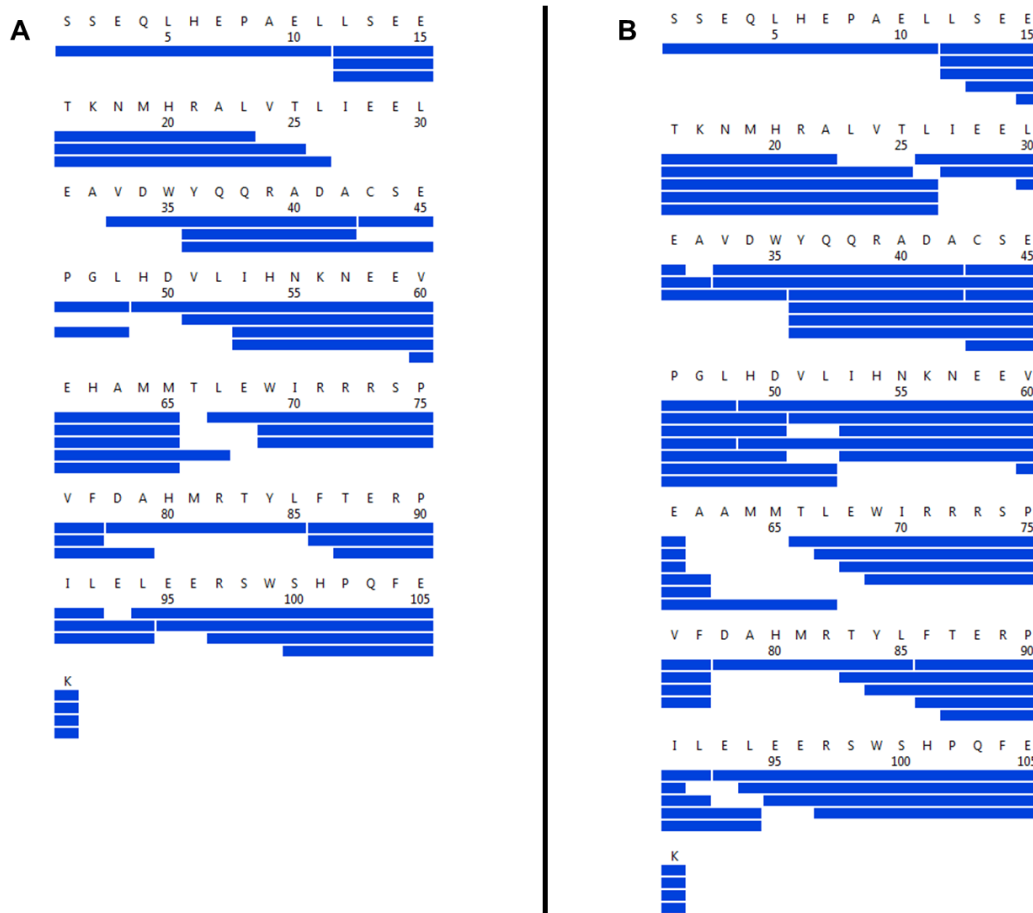 A
S S E Q L H E P A E L L S E E
5 10 15
T K N M H R A L V T L I E E L
20 25 30
E A V D W Y Q Q R A D A C S E
35 40 45
P G L H D V L I H N K N E E V
50 55 60
E H A M M T L E W I R R R S P
65 70 75
V F D A H M R T Y L F T E R P
80 85 90
I L E L E E R S W S H P Q F E
95 100 105
K
B
S S E Q L H E P A E L L S E E
5 10 15
T K N M H R A L V T L I E E L
20 25 30
E A V D W Y Q Q R A D A C S E
35 40 45
P G L H D V L I H N K N E E V
50 55 60
E A A M M T L E W I R R R S P
65 70 75
V F D A H M R T Y L F T E R P
80 85 90
I L E L E E R S W S H P Q F E
95 100 105
K